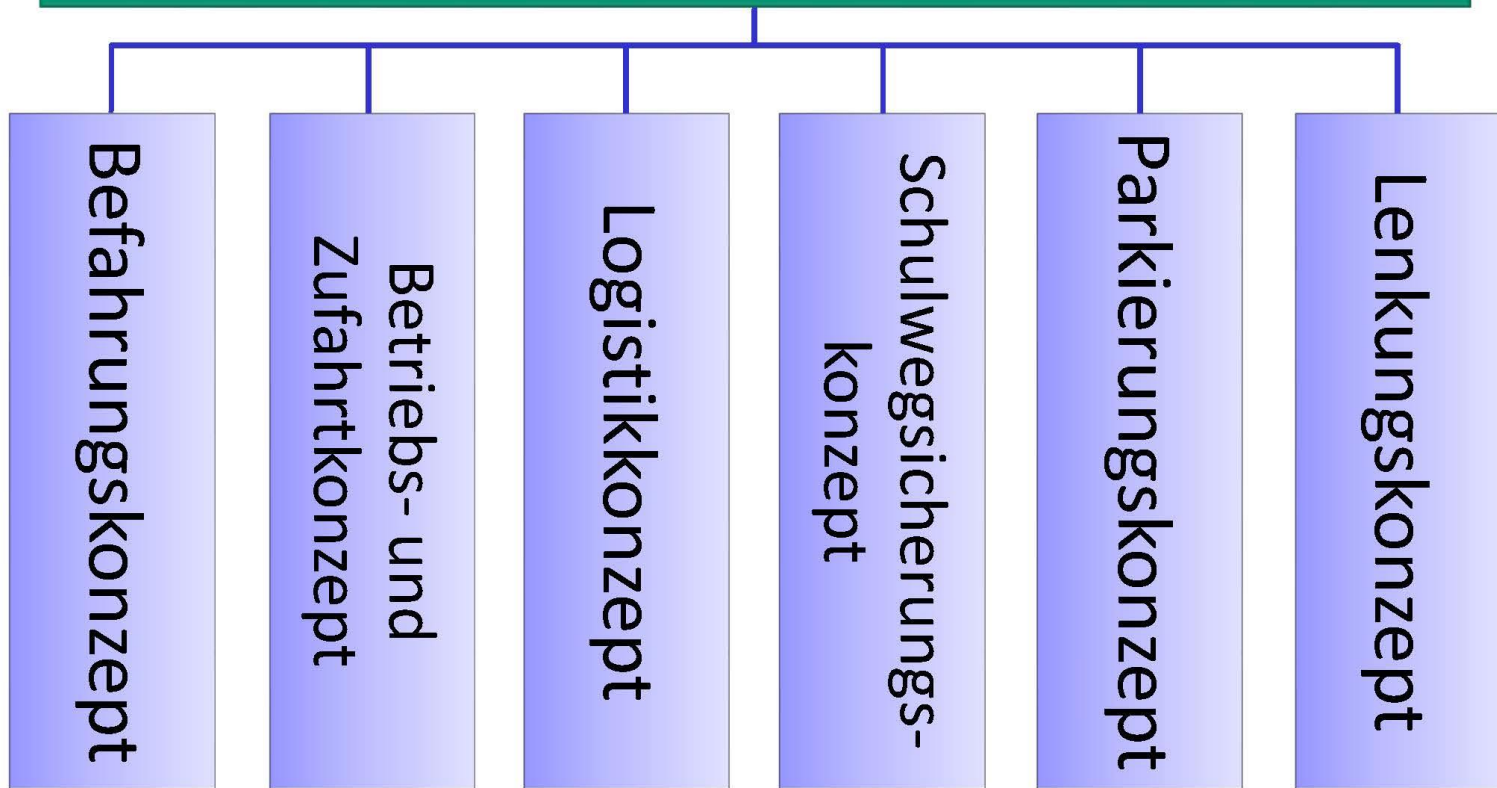 Befahrungskonzept
Betriebs- und
Zufahrtkonzept
Logistikkonzept
Schulwegsicherungs-
konzept
Parkierungskonzept
Lenkungskonzept